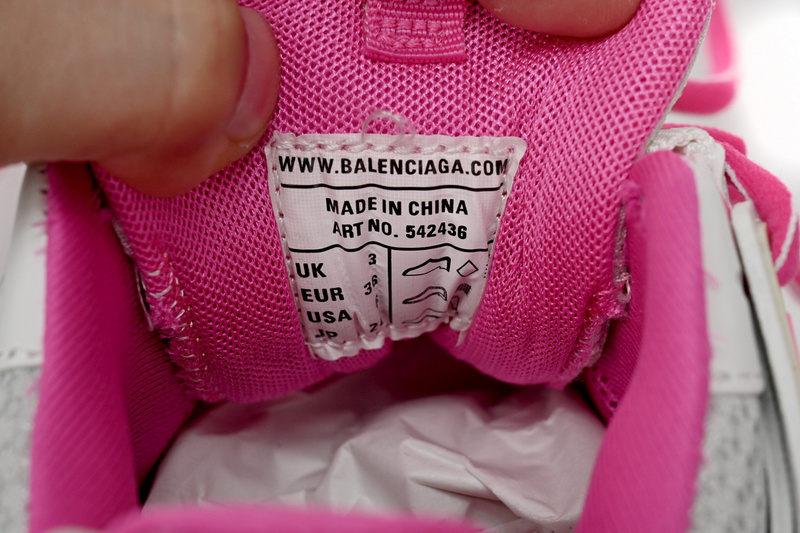 WWW.BALENCIAGA.COM
MADE IN CHINA
ART NO. 542436
UK 3
EUR 36
USA
JP